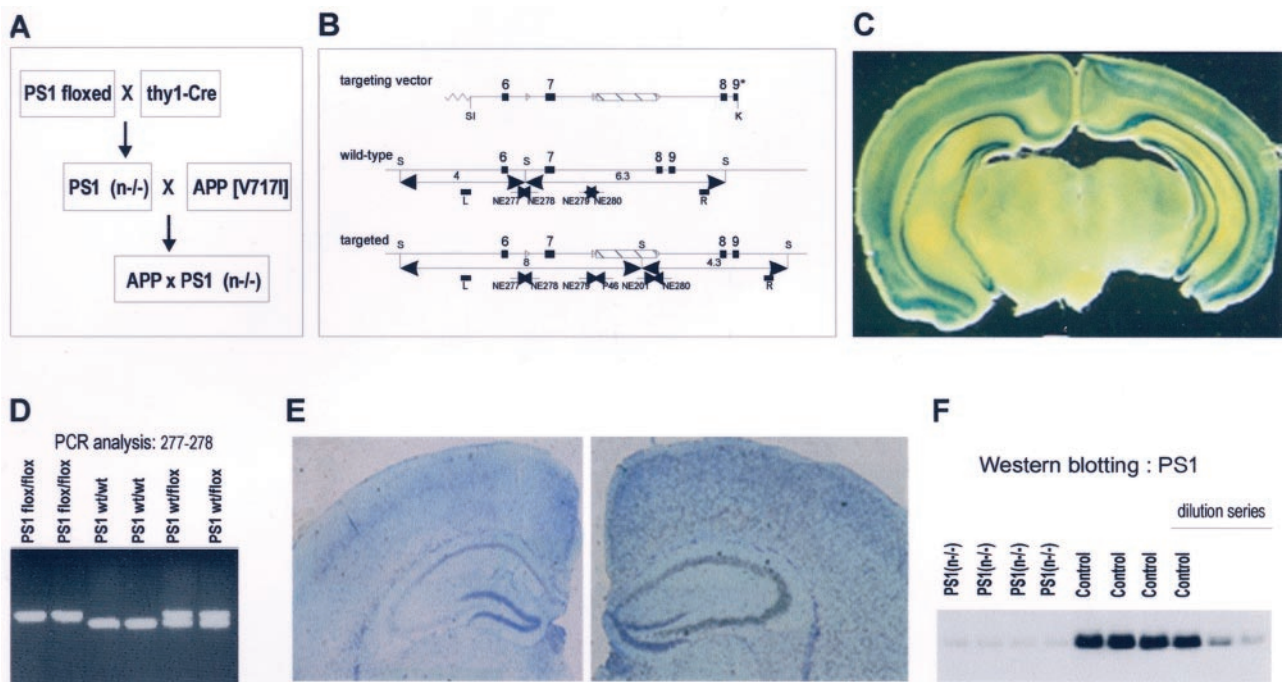 A
PS1 floxed X thy1-Cre
PS1 (n-/-) X APP [V717I]
APP x PS1 (n-/-)
B
targeting vector
6 7 8 9*
SI K
wild-type
S 6 S 7 8 9 S
4 6.3
L NE277 NE278 NE279 NE280 R
targeted
S 6 7 S 8 9 S
8 4.3
L NE277 NE278 NE279 P46 NE201 NE280 R
C
D
PCR analysis: 277-278
PS1 flox/flox
PS1 flox/flox
PS1 wt/wt
PS1 wt/wt
PS1 wt/flox
PS1 wt/flox
E
F
Western blotting : PS1
dilution series
PS1(n-/-)
PS1(n-/-)
PS1(n-/-)
PS1(n-/-)
Control
Control
Control
Control